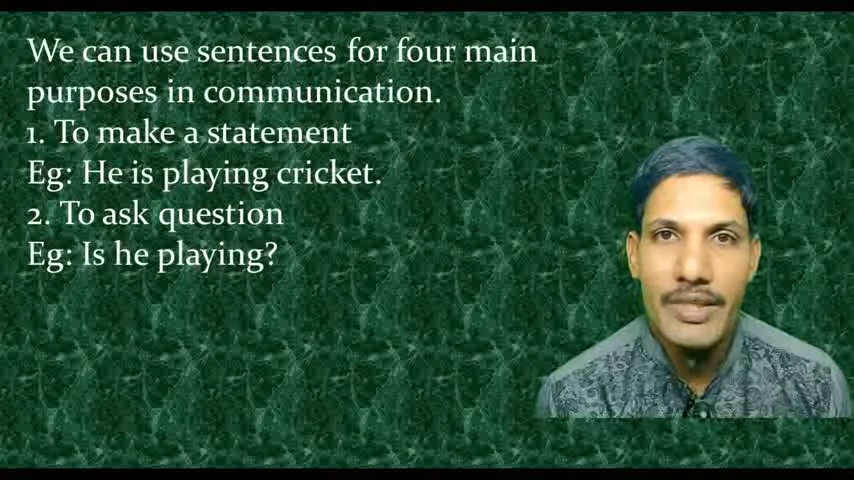 We can use sentences for four main
purposes in communication.
1. To make a statement
Eg: He is playing cricket.
2. To ask question
Eg: Is he playing?